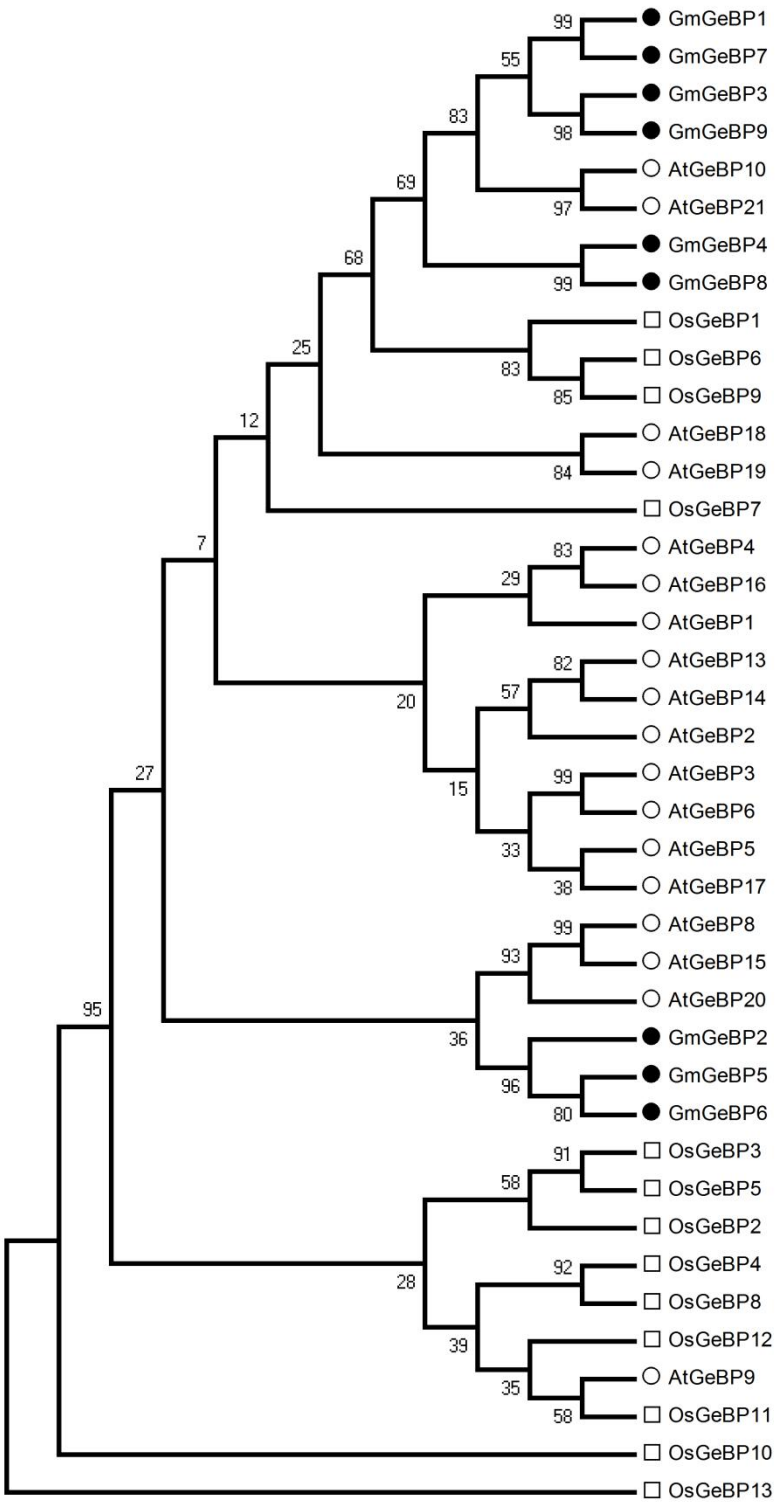 99 GmGeBP1
GmGeBP7
55
GmGeBP3
98 GmGeBP9
83
AtGeBP10
97 AtGeBP21
69
GmGeBP4
99 GmGeBP8
68
OsGeBP1
83 OsGeBP6
85 OsGeBP9
25
AtGeBP18
84 AtGeBP19
12
OsGeBP7
7
83 AtGeBP4
29 AtGeBP16
AtGeBP1
20
82 AtGeBP13
57 AtGeBP14
AtGeBP2
15
99 AtGeBP3
AtGeBP6
33 AtGeBP5
38 AtGeBP17
27
99 AtGeBP8
93 AtGeBP15
AtGeBP20
36
GmGeBP2
96 GmGeBP5
80 GmGeBP6
95
91 OsGeBP3
58 OsGeBP5
OsGeBP2
28
92 OsGeBP4
OsGeBP8
39
OsGeBP12
35 AtGeBP9
58 OsGeBP11
OsGeBP10
OsGeBP13